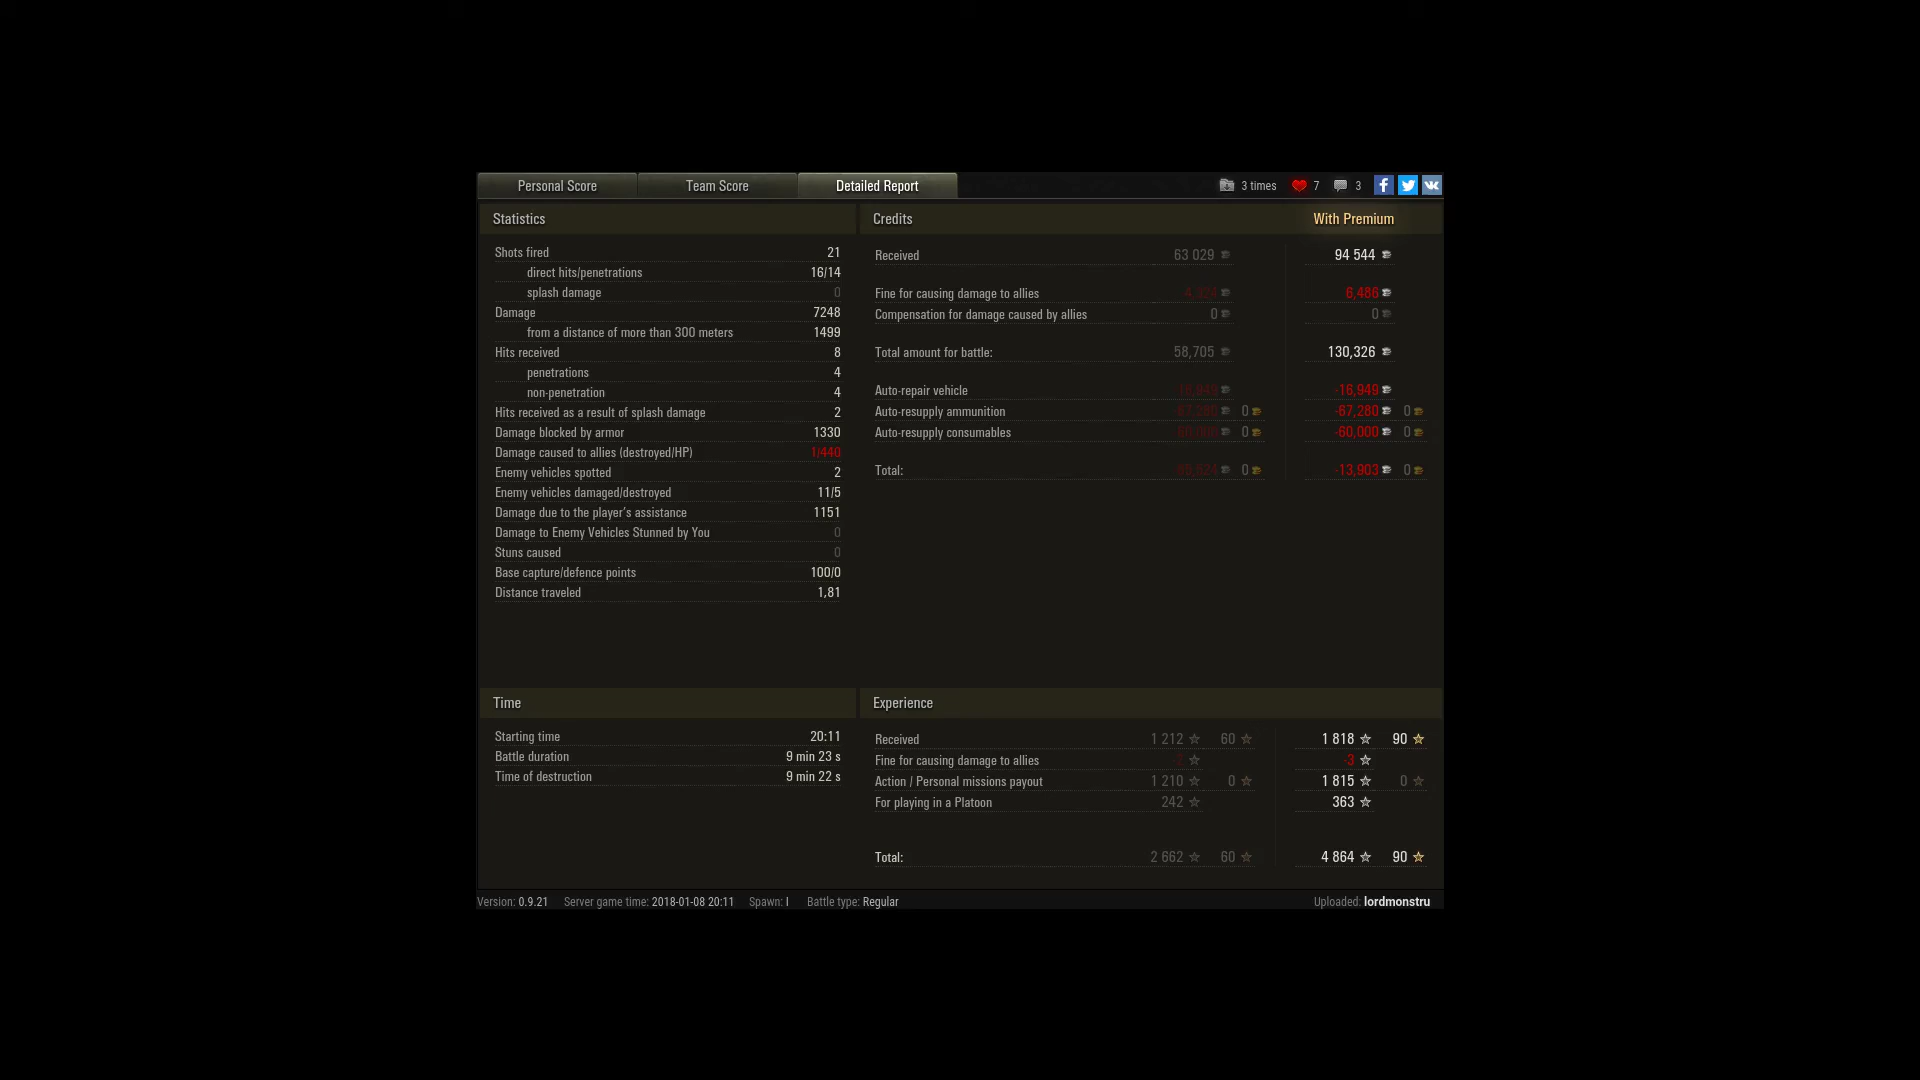 Personal Score Team Score Detailed Report 3 times 7 3
Statistics
Shots fired 21
direct hits/penetrations 16/14
splash damage 0
Damage 7248
from a distance of more than 300 meters 1499
Hits received 8
penetrations 4
non-penetration 4
Hits received as a result of splash damage 2
Damage blocked by armor 1330
Damage caused to allies (destroyed/HP) 1/440
Enemy vehicles spotted 2
Enemy vehicles damaged/destroyed 11/5
Damage due to the player's assistance 1151
Damage to Enemy Vehicles Stunned by You 0
Stuns caused 0
Base capture/defence points 100/0
Distance traveled 1,81
Credits With Premium
Received 63 029 94 544
Fine for causing damage to allies 4,324 6,486
Compensation for damage caused by allies 0 0
Total amount for battle: 58,705 130,326
Auto-repair vehicle -16,949 -16,949
Auto-resupply ammunition -67,280 0 -67,280 0
Auto-resupply consumables 0 -60,000 0
Total: 0 -13,903 0
Time
Starting time 20:11
Battle duration 9 min 23 s
Time of destruction 9 min 22 s
Experience
Received 1 212 60 1 818 90
Fine for causing damage to allies -2 -3
Action / Personal missions payout 1 210 0 1 815 0
For playing in a Platoon 242 363
Total: 2 662 60 4 864 90
Version: 0.9.21 Server game time: 2018-01-08 20:11 Spawn: I Battle type: Regular Uploaded: lordmonstru